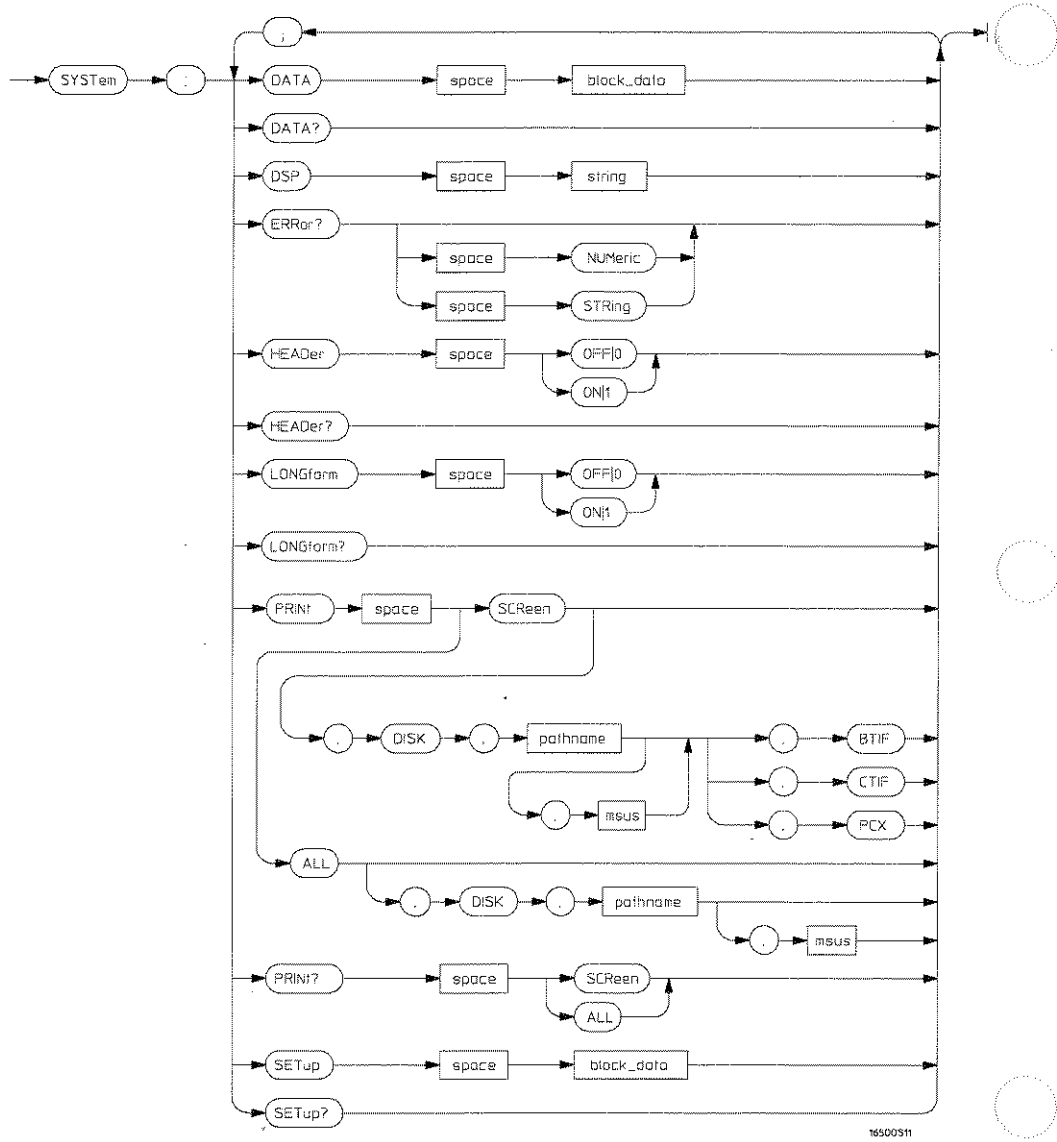 ;
SYSTem : DATA space block_data
DATA?
DSP space string
ERRor?
space NUMeric
space STRing
HEADer space OFF|0
ON|1
HEADer?
LONGform space OFF|0
ON|1
LONGform?
PRINt space SCReen
, DISK , pathname , BTIF
, CTIF
, msus , PCX
ALL
, DISK , pathname
, msus
PRINt? space SCReen
ALL
SETup space block_data
SETup?
16500S11